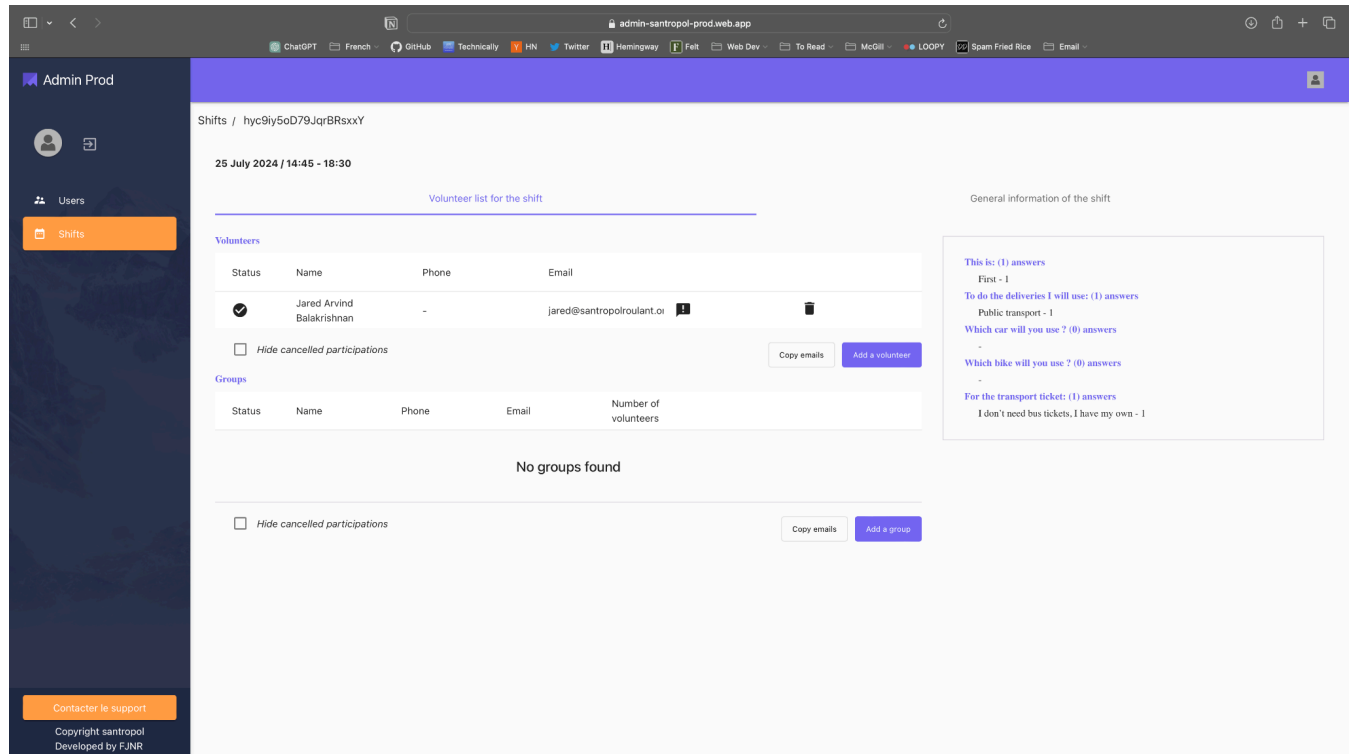 admin-santropol-prod.web.app
ChatGPT French GitHub Technically HN Twitter Hemingway Felt Web Dev To Read McGill LOOPY Spam Fried Rice Email
Admin Prod
Users
Shifts
Contacter le support
Copyright santropol
Developed by FJNR
Shifts / hyc9iy5oD79JqrBRsxxY
25 July 2024 / 14:45 - 18:30
Volunteer list for the shift
General information of the shift
Volunteers
Status Name Phone Email
Jared Arvind
Balakrishnan
- jared@santropolroulant.or
Hide cancelled participations
Copy emails
Add a volunteer
Groups
Status Name Phone Email Number of
volunteers
No groups found
Hide cancelled participations
Copy emails
Add a group
This is: (1) answers
First - 1
To do the deliveries I will use: (1) answers
Public transport - 1
Which car will you use ? (0) answers
-
Which bike will you use ? (0) answers
-
For the transport ticket: (1) answers
I don't need bus tickets, I have my own - 1